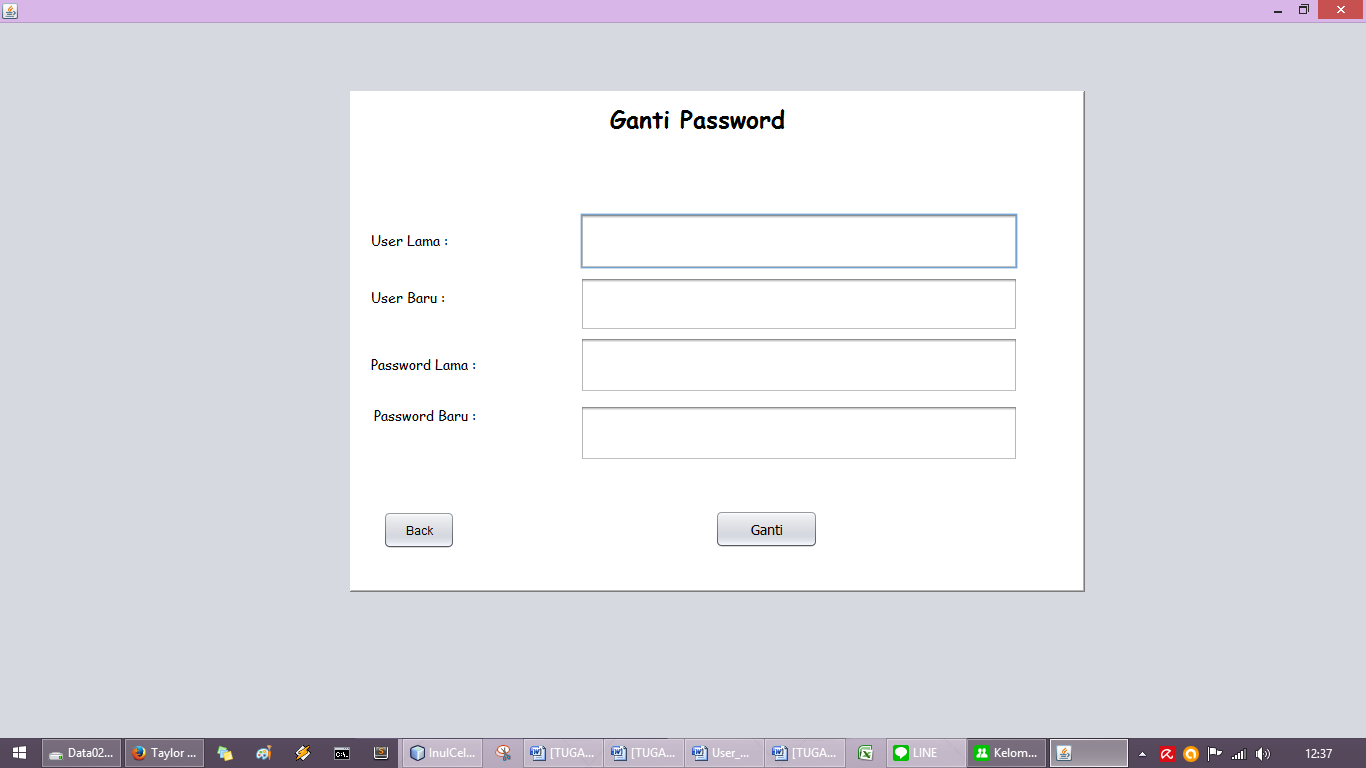 Ganti Password
User Lama :
User Baru :
Password Lama :
Password Baru :
Back
Ganti
Data02...
Taylor ...
C:\.
S
InulCel...
[TUGA...
[TUGA...
User_...
[TUGA...
LINE
Kelom...
12:37